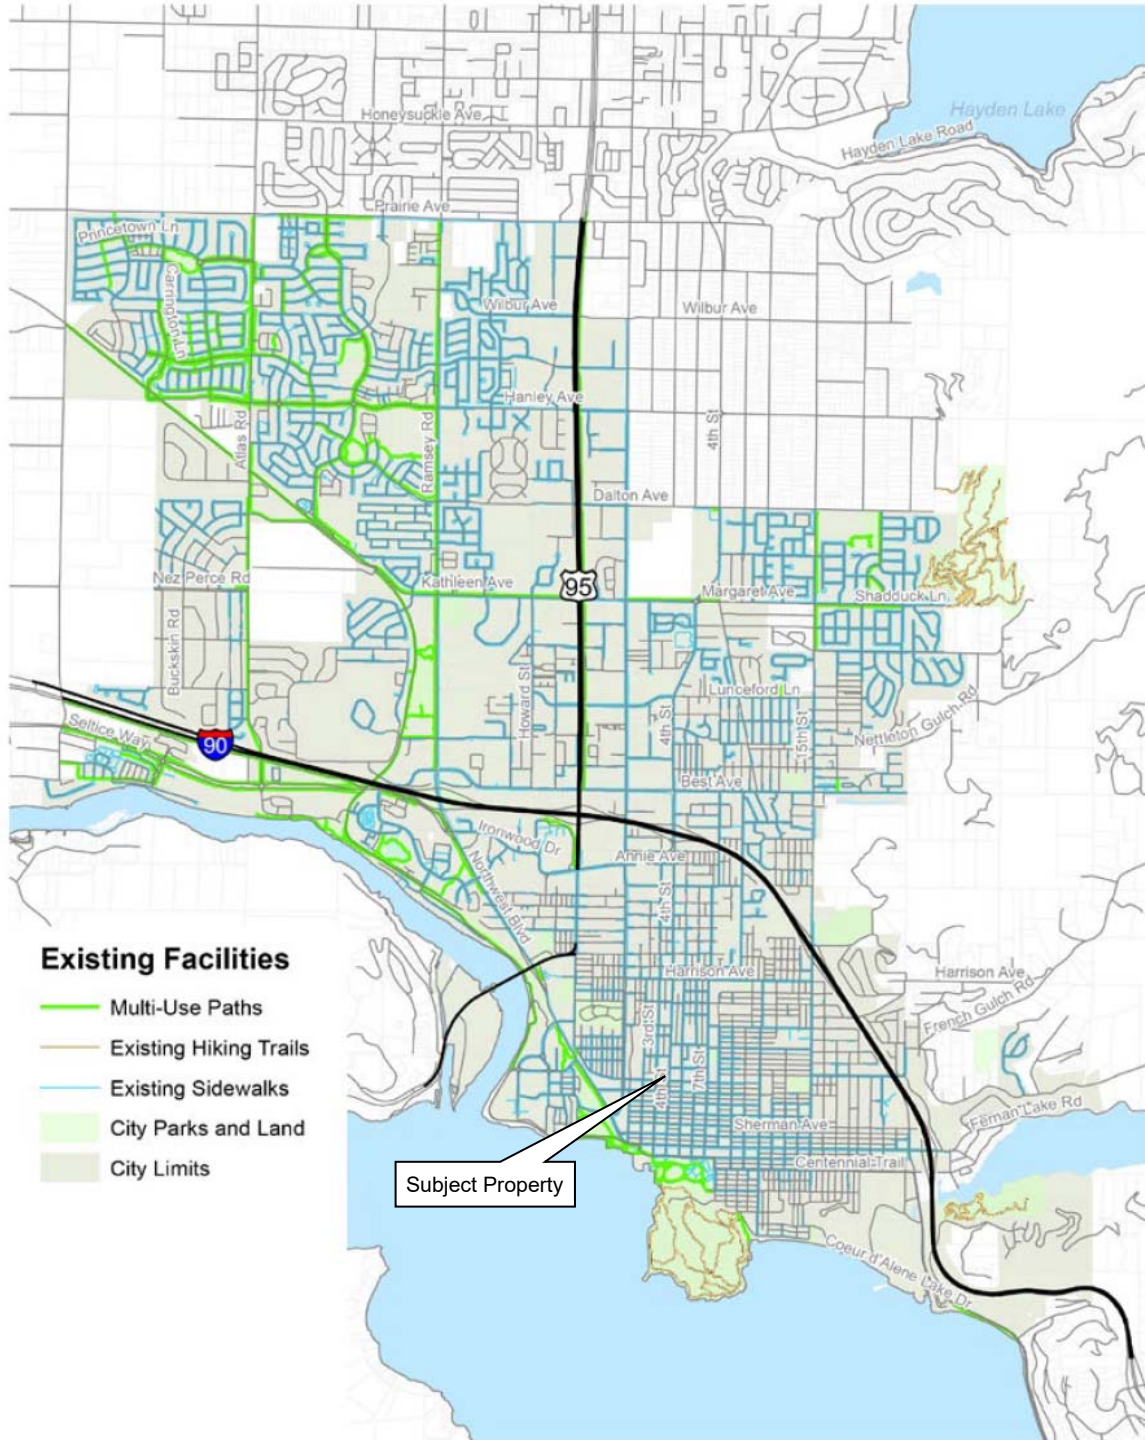 Hayden Lake
Honeysuckle Ave
Hayden Lake Road
Prairie Ave
Princetown Ln
Carrington Ln
Wilbur Ave
Wilbur Ave
Hanley Ave
Atlas Rd
Ramsey Rd
4th St
Dalton Ave
Nez Perce Rd
Kathleen Ave
95
Margaret Ave
Shadduck Ln
Buckskin Rd
Howard St
Lunceford Ln
4th St
15th St
Nettleton Gulch Rd
Seltice Way
90
Best Ave
Ironwood Dr
Annie Ave
Northwest Blvd
4th St
Harrison Ave
Harrison Ave
French Gulch Rd
3rd St
7th St
4th St
Sherman Ave
Fernan Lake Rd
Centennial Trail
Coeur d'Alene Lake Dr
Subject Property
Existing Facilities
Multi-Use Paths
Existing Hiking Trails
Existing Sidewalks
City Parks and Land
City Limits